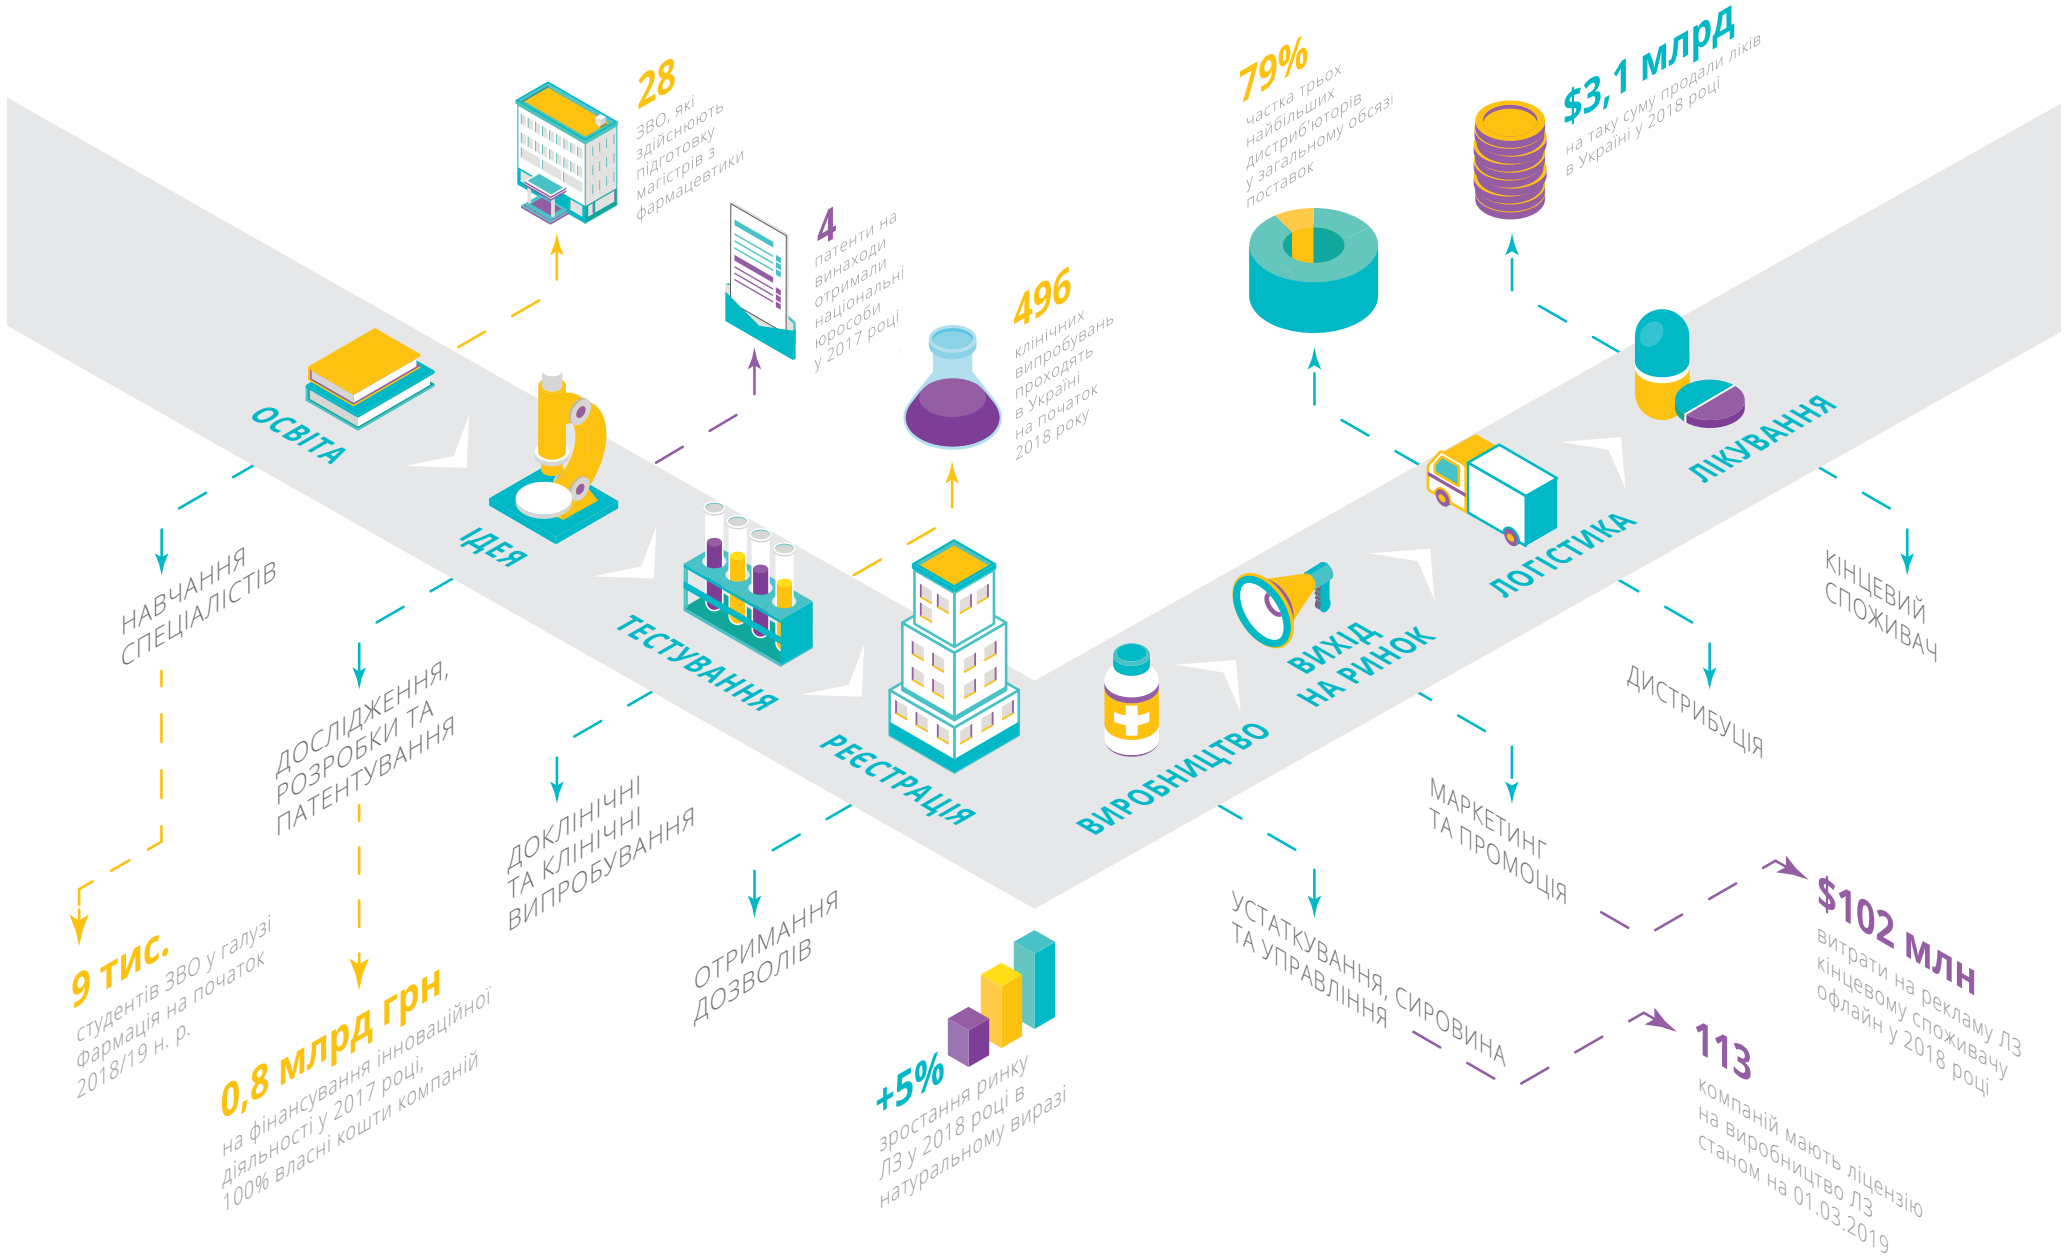 28
ЗВО, які
здійснюють
підготовку
магістрів з
фармацевтики
4
патенти на
винаходи
отримали
національні
юрособи
у 2017 році
496
клінічних
випробувань
проходять
в Україні
на початок
2018 року
79%
частка трьох
найбільших
дистриб'юторів
у загальному обсязі
поставок
$3,1 млрд
на таку суму продали ліків
в Україні у 2018 році
ОСВІТА
ІДЕЯ
ТЕСТУВАННЯ
РЕЄСТРАЦІЯ
ВИРОБНИЦТВО
ВИХІД
НА РИНОК
ЛОГІСТИКА
ЛІКУВАННЯ
НАВЧАННЯ
СПЕЦІАЛІСТІВ
ДОСЛІДЖЕННЯ,
РОЗРОБКИ ТА
ПАТЕНТУВАННЯ
ДОКЛІНІЧНІ
ТА КЛІНІЧНІ
ВИПРОБУВАННЯ
ОТРИМАННЯ
ДОЗВОЛІВ
УСТАТКУВАННЯ, СИРОВИНА
ТА УПРАВЛІННЯ
МАРКЕТИНГ
ТА ПРОМОЦІЯ
ДИСТРИБУЦІЯ
КІНЦЕВИЙ
СПОЖИВАЧ
9 тис.
студентів ЗВО у галузі
фармація на початок
2018/19 н. р.
0,8 млрд грн
на фінансування інноваційної
діяльності у 2017 році,
100% власні кошти компаній
+5%
зростання ринку
ЛЗ у 2018 році в
натуральному виразі
113
компаній мають ліцензію
на виробництво ЛЗ
станом на 01.03.2019
$102 млн
витрати на рекламу ЛЗ
кінцевому споживачу
офлайн у 2018 році